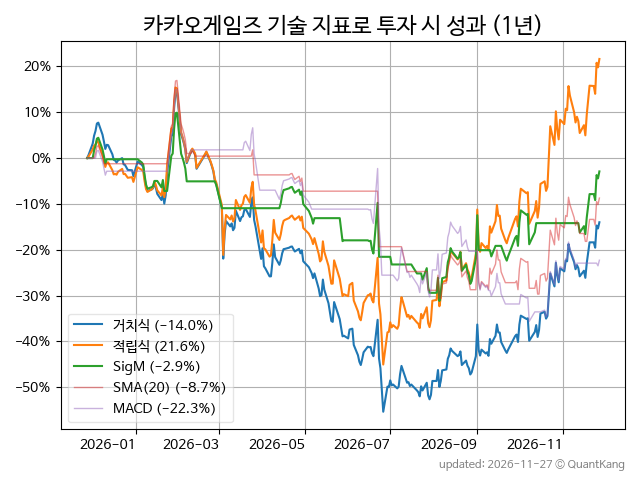 카카오게임즈 기술 지표로 투자 시 성과 (1년)
20%
10%
0%
−10%
−20%
−30%
−40%
−50%
거치식 (−14.0%)
적립식 (21.6%)
SigM (−2.9%)
SMA(20) (−8.7%)
MACD (−22.3%)
2026-01
2026-03
2026-05
2026-07
2026-09
2026-11
updated: 2026-11-27 © QuantKang